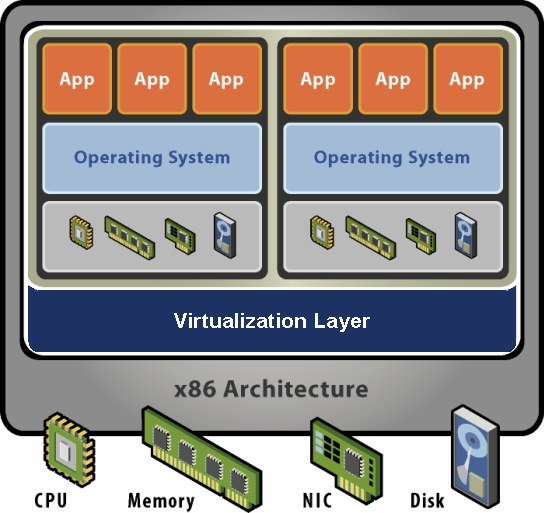 App App App App App App
Operating System Operating System
Virtualization Layer
x86 Architecture
CPU Memory NIC Disk